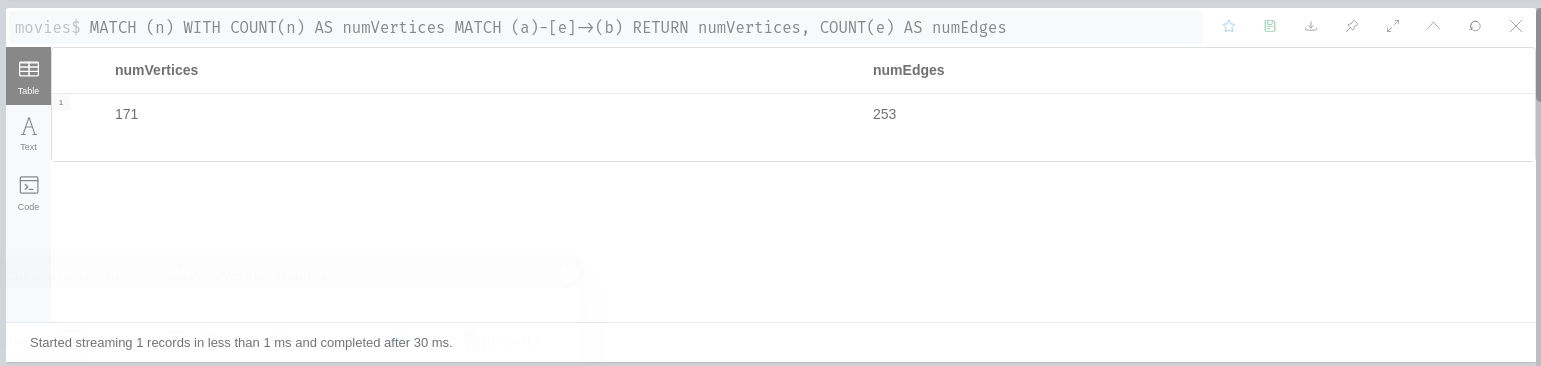 movies$ MATCH (n) WITH COUNT(n) AS numVertices MATCH (a)-[e]→(b) RETURN numVertices, COUNT(e) AS numEdges
Table
numVertices numEdges
1
171 253
A
Text
Code
Started streaming 1 records in less than 1 ms and completed after 30 ms.